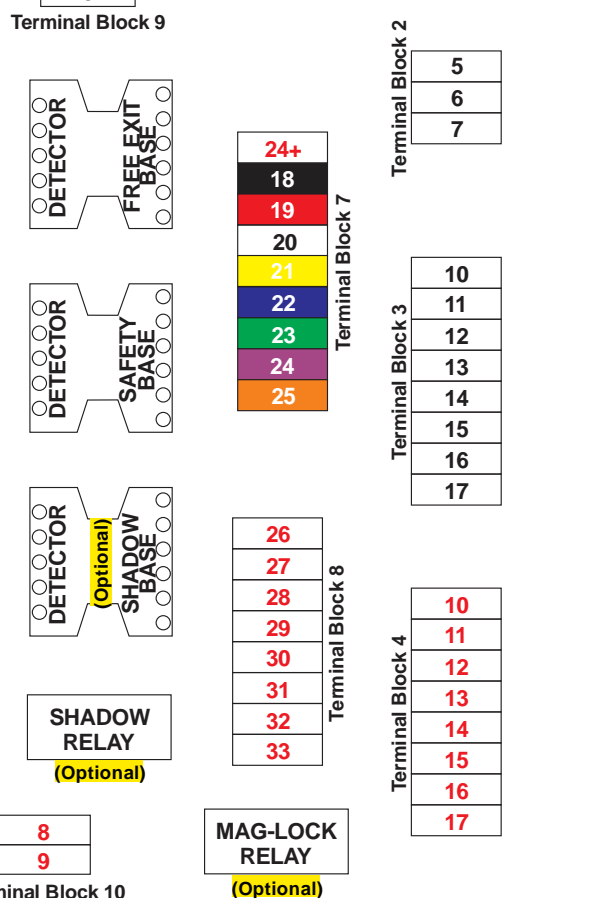 Terminal Block 9
DETECTOR
FREE EXIT
BASE
DETECTOR
SAFETY
BASE
DETECTOR
(Optional)
SHADOW
BASE
SHADOW
RELAY
(Optional)
8
9
24+
18
19
20
21
22
23
24
25
Terminal Block 7
26
27
28
29
30
31
32
33
Terminal Block 8
MAG-LOCK
RELAY
(Optional)
Terminal Block 2
5
6
7
Terminal Block 3
10
11
12
13
14
15
16
17
Terminal Block 4
10
11
12
13
14
15
16
17
Block 10